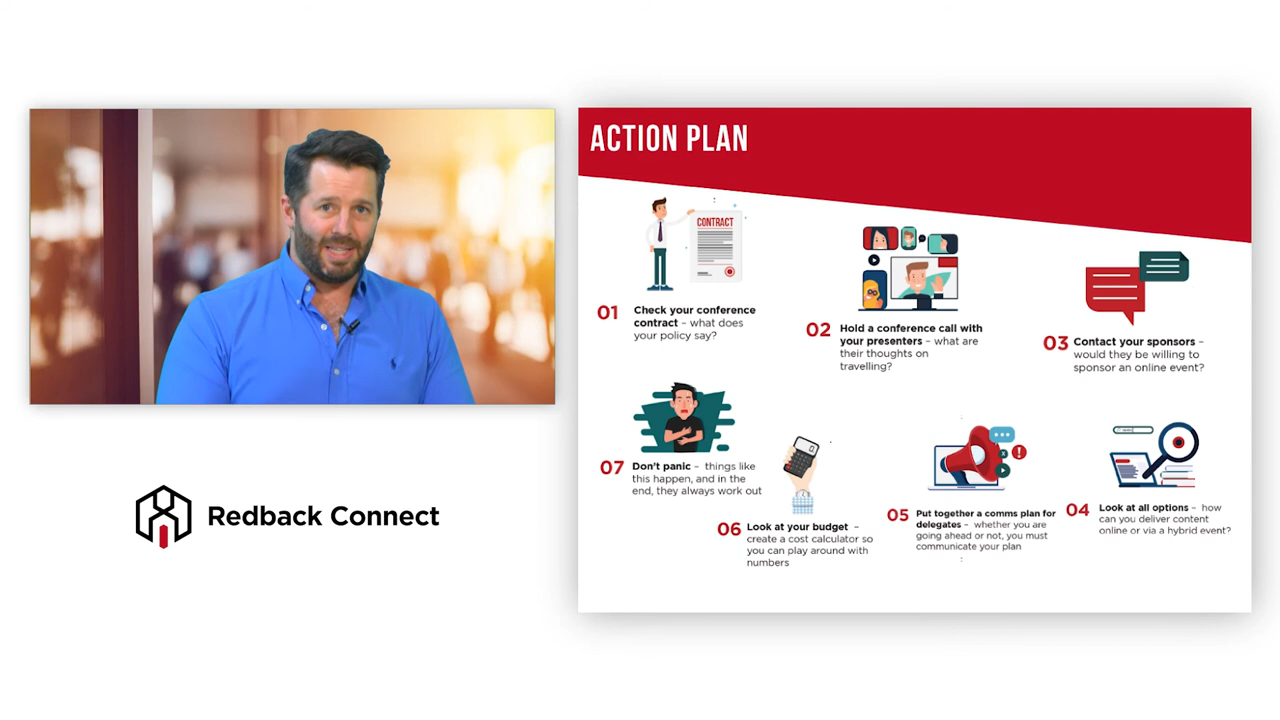 ACTION PLAN
CONTRACT
01 Check your conference
contract – what does
your policy say?
02 Hold a conference call with
your presenters – what are
their thoughts on
travelling?
03 Contact your sponsors –
would they be willing to
sponsor an online event?
04 Look at all options – how
can you deliver content
online or via a hybrid event?
05 Put together a comms plan for
delegates – whether you are
going ahead or not, you must
communicate your plan
06 Look at your budget –
create a cost calculator so
you can play around with
numbers
07 Don't panic – things like
this happen, and in the
end, they always work out
Redback Connect